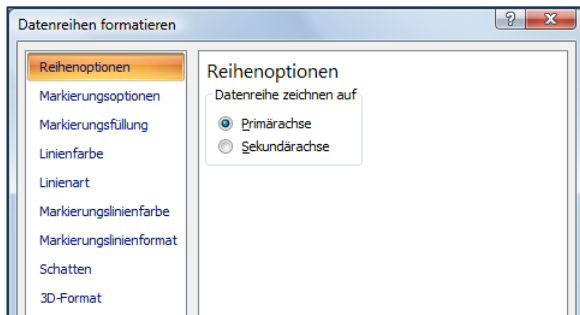 Datenreihen formatieren
Reihenoptionen
Markierungsoptionen
Markierungsfüllung
Linienfarbe
Linienart
Markierungslinienfarbe
Markierungslinienformat
Schatten
3D-Format
Reihenoptionen
Datenreihe zeichnen auf
Primärachse
Sekundärachse